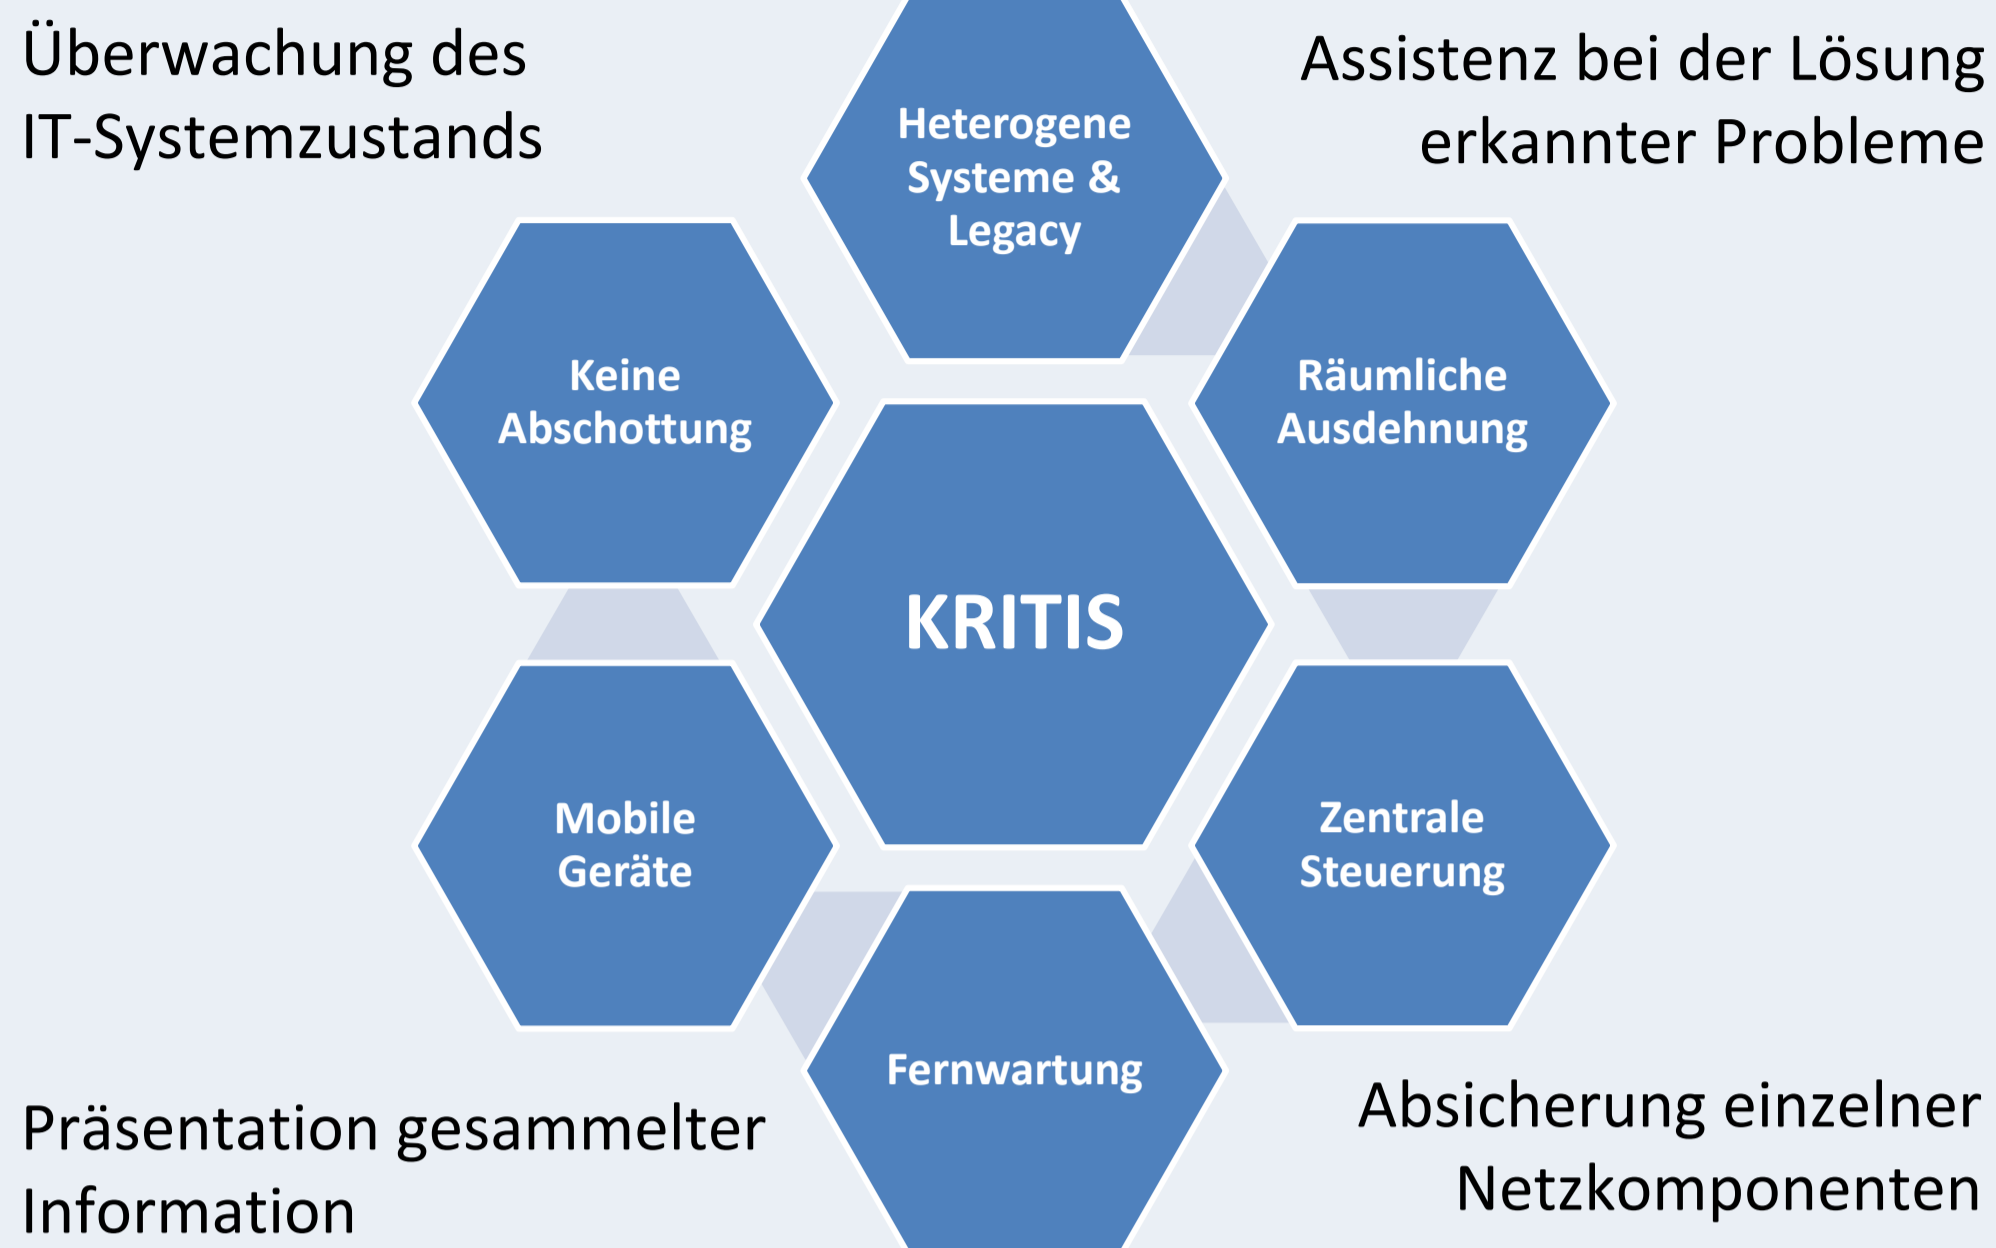 Überwachung des
IT-Systemzustands
Assistenz bei der Lösung
erkannter Probleme
Heterogene
Systeme &
Legacy
Keine
Abschottung
Räumliche
Ausdehnung
KRITIS
Mobile
Geräte
Zentrale
Steuerung
Fernwartung
Präsentation gesammelter
Information
Absicherung einzelner
Netzkomponenten